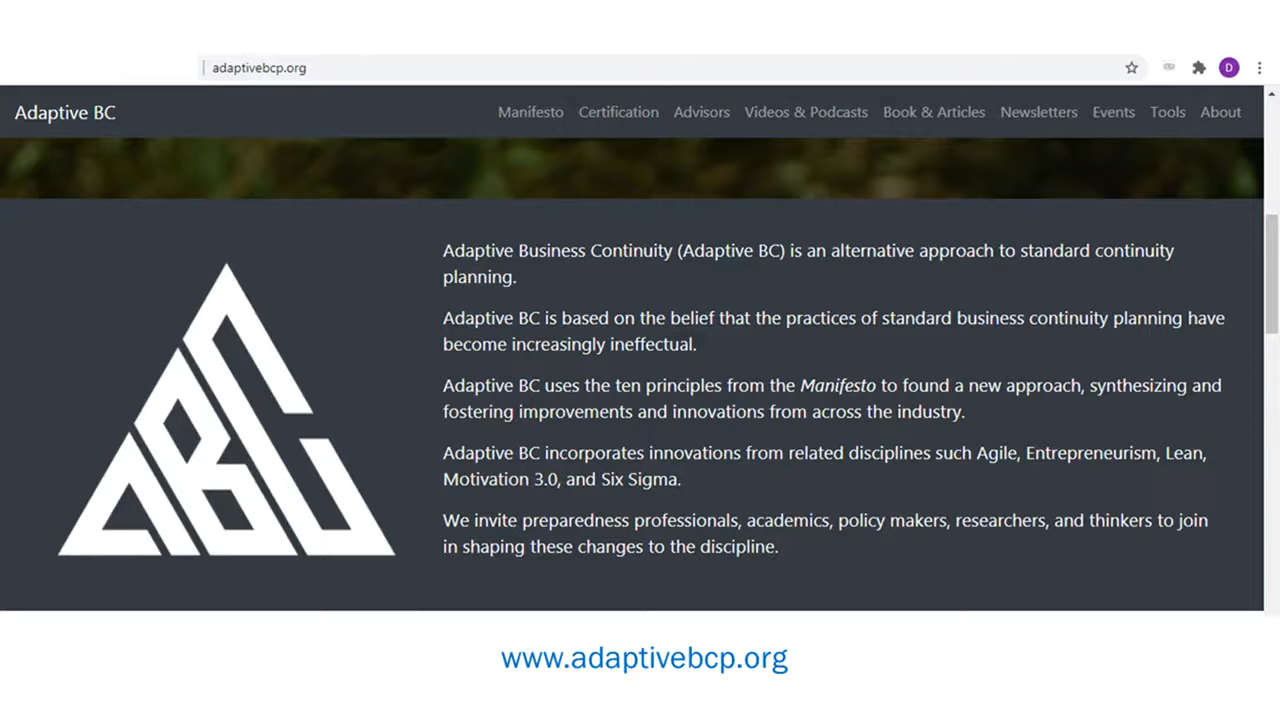 adaptivebcp.org
D
Adaptive BC
Manifesto Certification Advisors Videos & Podcasts Book & Articles Newsletters Events Tools About
ABC
Adaptive Business Continuity (Adaptive BC) is an alternative approach to standard continuity
planning.
Adaptive BC is based on the belief that the practices of standard business continuity planning have
become increasingly ineffectual.
Adaptive BC uses the ten principles from the Manifesto to found a new approach, synthesizing and
fostering improvements and innovations from across the industry.
Adaptive BC incorporates innovations from related disciplines such Agile, Entrepreneurism, Lean,
Motivation 3.0, and Six Sigma.
We invite preparedness professionals, academics, policy makers, researchers, and thinkers to join
in shaping these changes to the discipline.
www.adaptivebcp.org